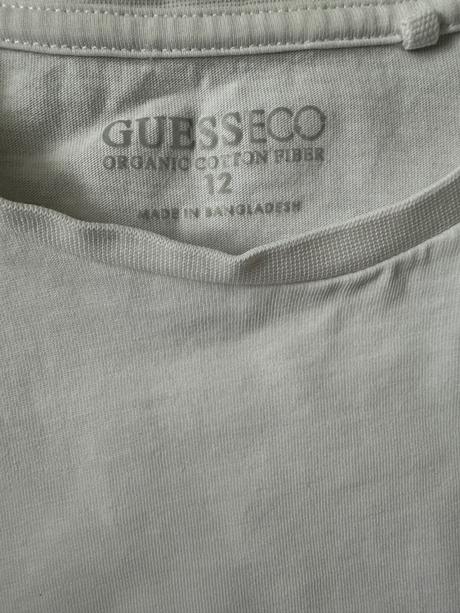 GUESSECO
ORGANIC COTTON FIBER
12
MADE IN BANGLADESH